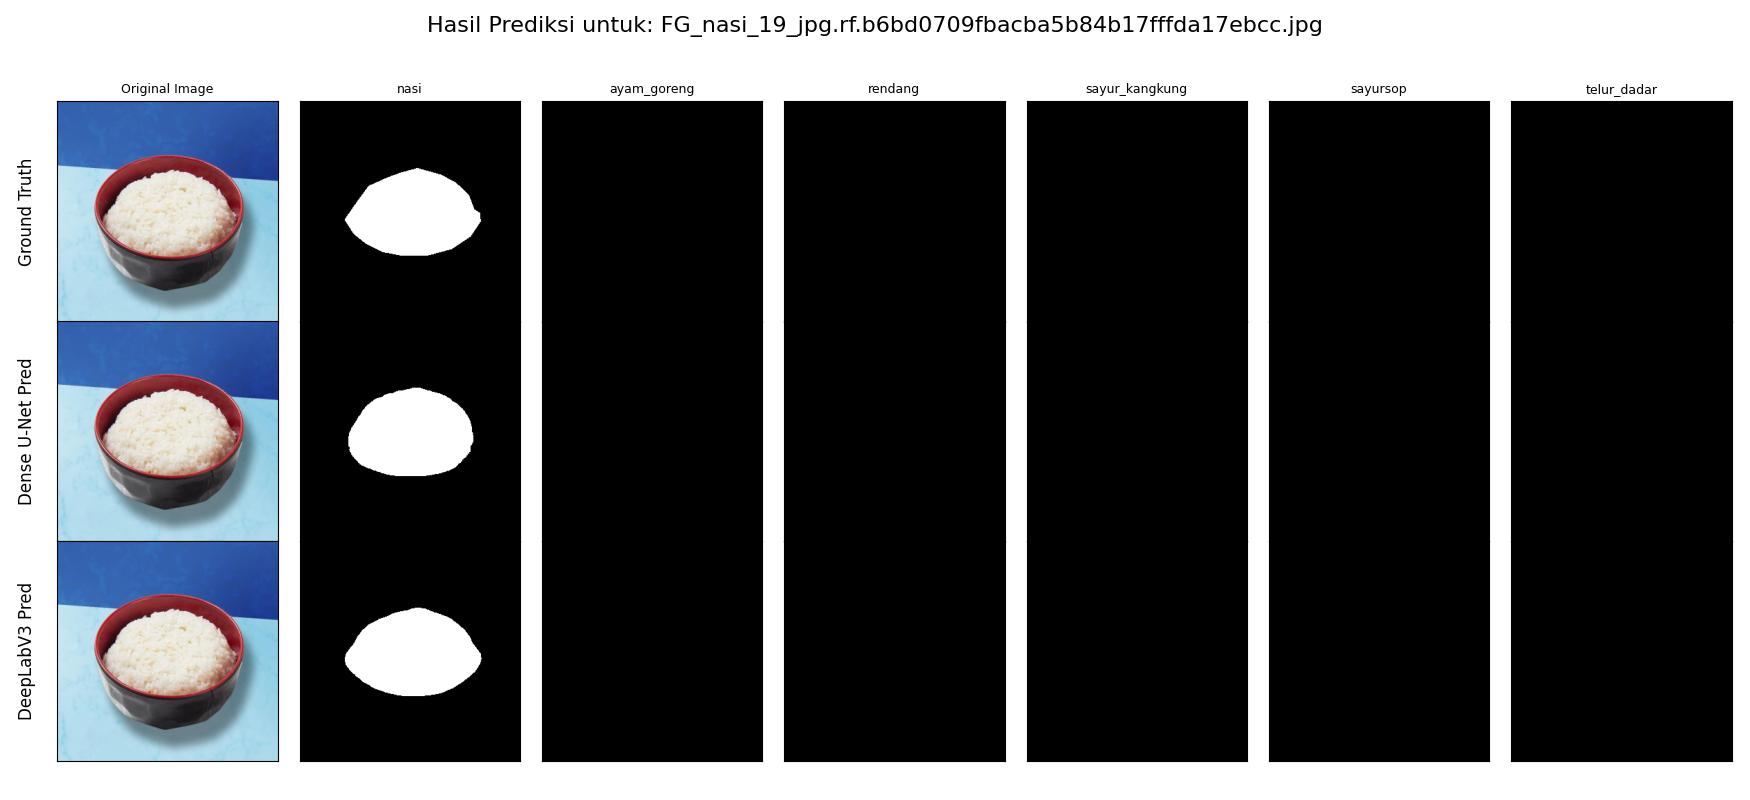 Hasil Prediksi untuk: FG_nasi_19_jpg.rf.b6bd0709fbacba5b84b17fffda17ebcc.jpg
Original Image
nasi
ayam_goreng
rendang
sayur_kangkung
sayursop
telur_dadar
Ground Truth
Dense U-Net Pred
DeepLabV3 Pred